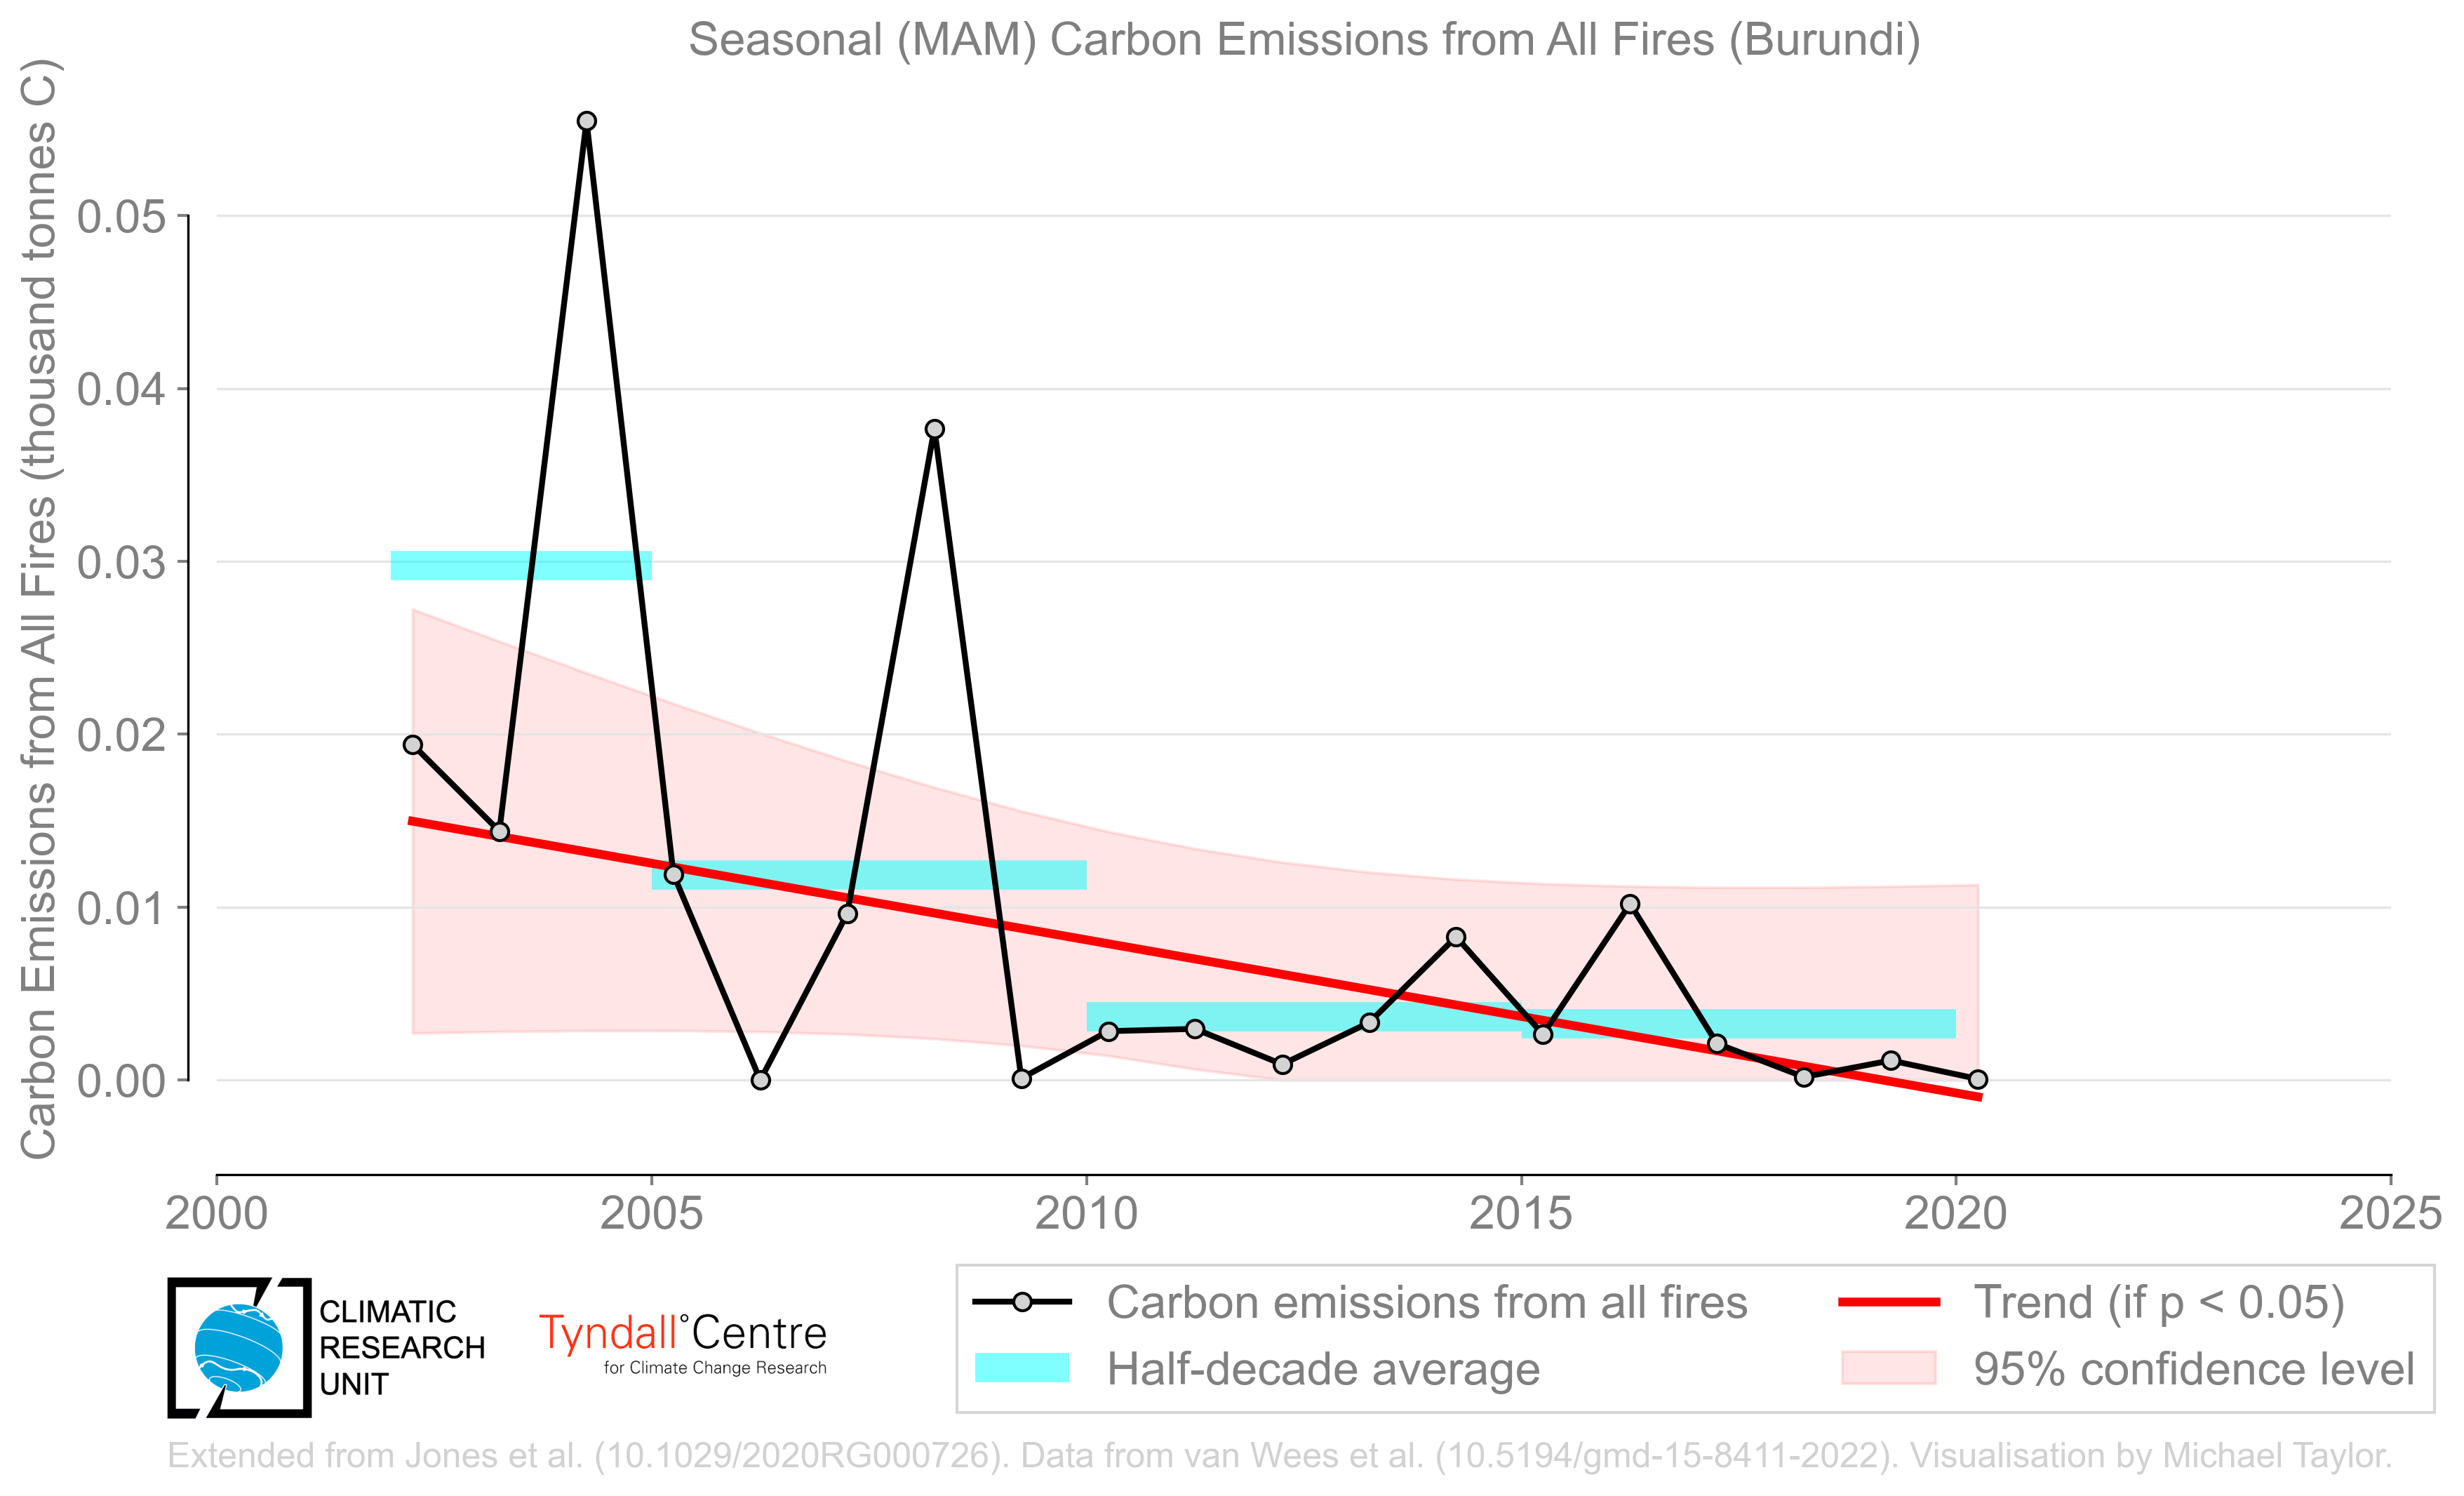 Seasonal (MAM) Carbon Emissions from All Fires (Burundi)
Carbon Emissions from All Fires (thousand tonnes C)
0.05
0.04
0.03
0.02
0.01
0.00
2000 2005 2010 2015 2020 2025
CLIMATIC
RESEARCH
UNIT
Tyndall°Centre
for Climate Change Research
Carbon emissions from all fires
Half-decade average
Trend (if p < 0.05)
95% confidence level
Extended from Jones et al. (10.1029/2020RG000726). Data from van Wees et al. (10.5194/gmd-15-8411-2022). Visualisation by Michael Taylor.